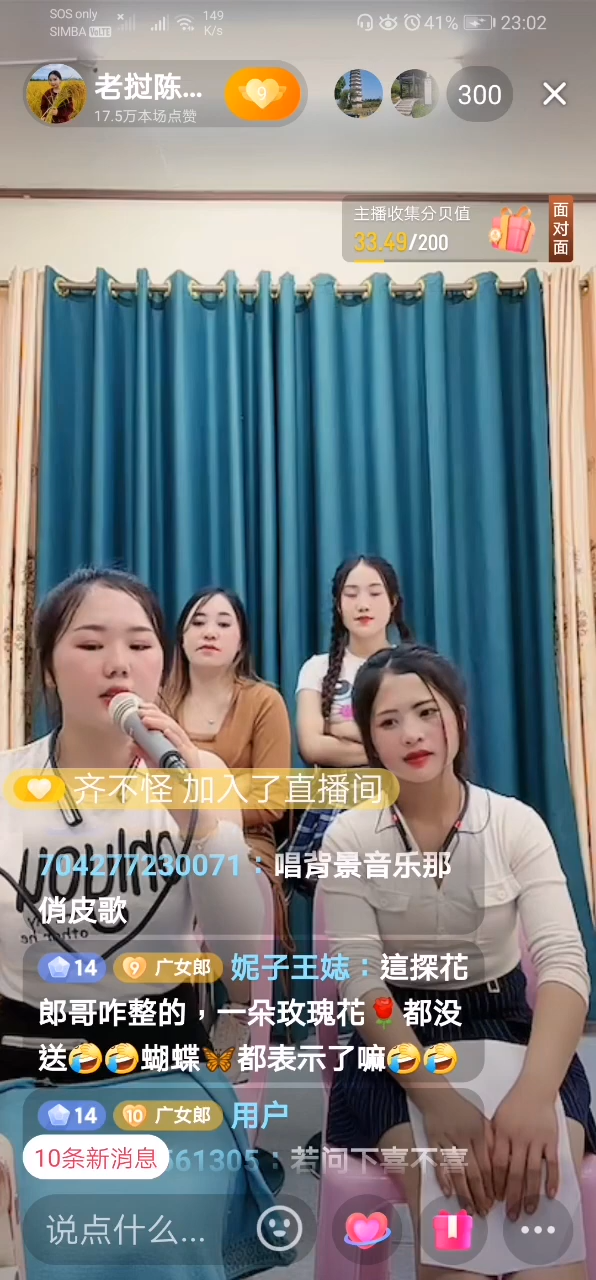 SOS only
149
41%
23:02
SIMBA VoLTE
K/s
老挝陈...
9
300
17.5万本场点赞
主播收集分贝值
33.49/200
面对面
齐不怪 加入了直播间
704277230071：唱背景音乐那
俏皮歌
14 9 广女郎 妮子王娡：這探花
郎哥咋整的，一朵玫瑰花🌹都没
送🤣🤣蝴蝶🦋都表示了嘛🤣🤣
14 10 广女郎 用户
10条新消息
561305：若问下喜不喜
说点什么...